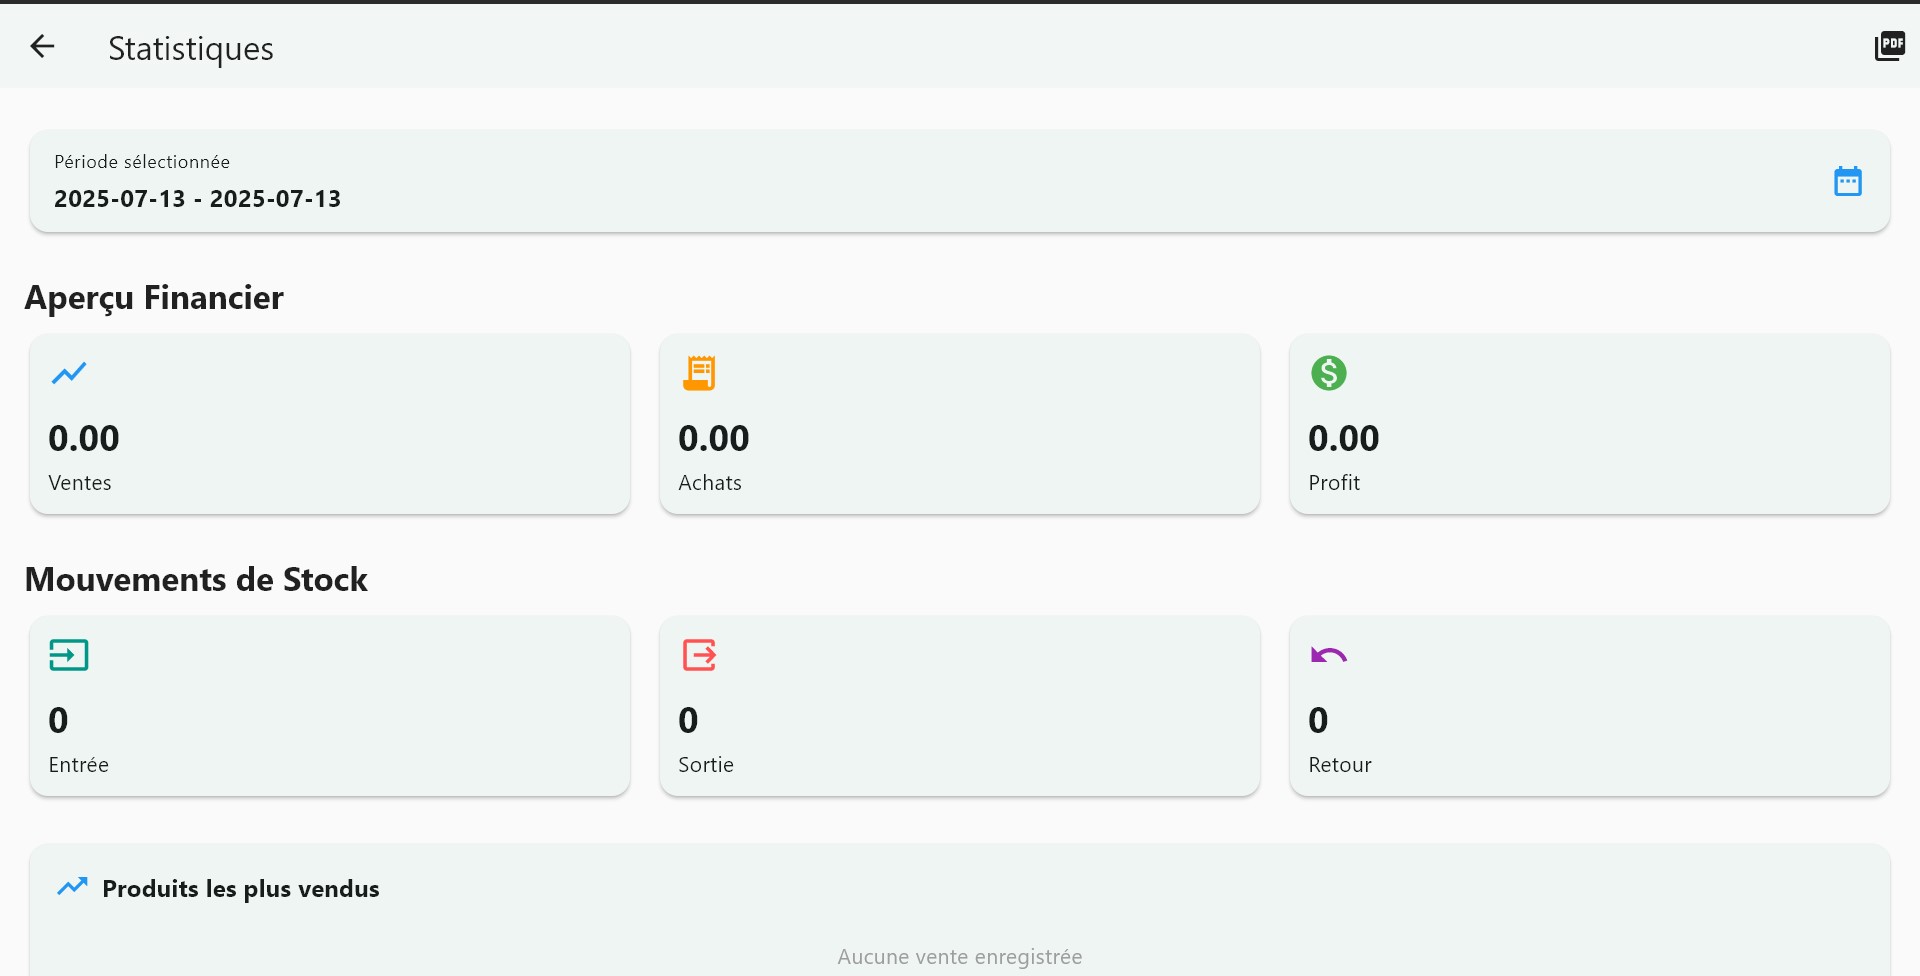 Statistiques
PDF
Période sélectionnée
2025-07-13 - 2025-07-13
Aperçu Financier
0.00
Ventes
0.00
Achats
0.00
Profit
Mouvements de Stock
0
Entrée
0
Sortie
0
Retour
Produits les plus vendus
Aucune vente enregistrée